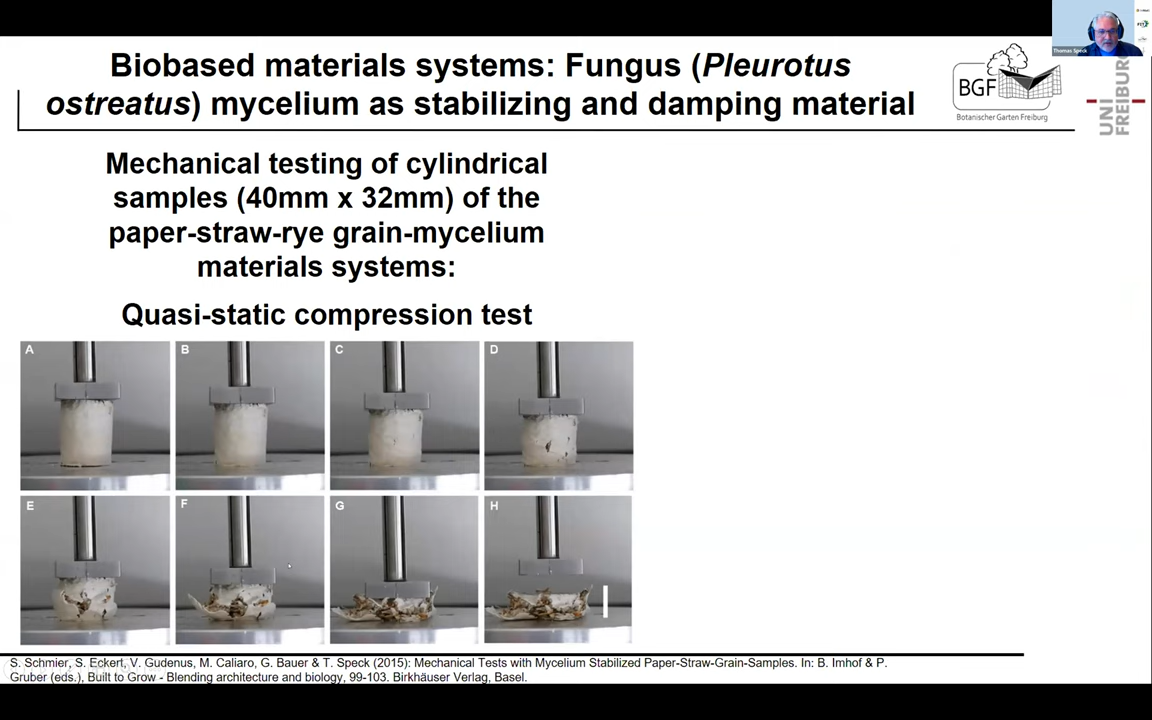 Biobased materials systems: Fungus (Pleurotus
ostreatus) mycelium as stabilizing and damping material
BGF
Botanischer Garten Freiburg
UNI
FREIBURG
Thomas Speck
Mechanical testing of cylindrical
samples (40mm x 32mm) of the
paper-straw-rye grain-mycelium
materials systems:
Quasi-static compression test
A
B
C
D
E
F
G
H
S. Schmier, S. Eckert, V. Gudenus, M. Caliaro, G. Bauer & T. Speck (2015): Mechanical Tests with Mycelium Stabilized Paper-Straw-Grain-Samples. In: B. Imhof & P.
Gruber (eds.), Built to Grow - Blending architecture and biology, 99-103. Birkhäuser Verlag, Basel.